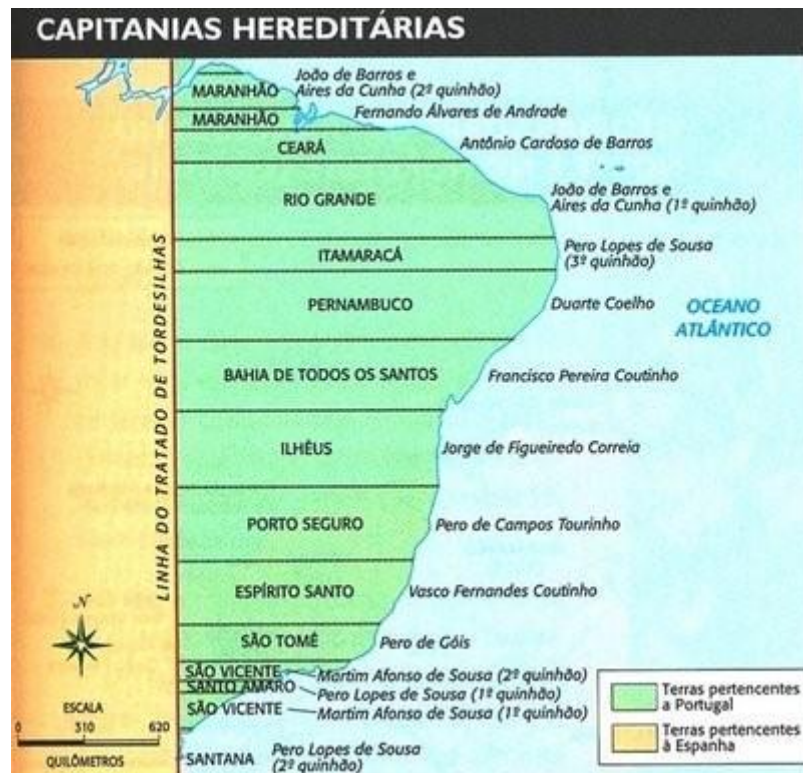 CAPITANIAS HEREDITÁRIAS
MARANHÃO
João de Barros e
Aires da Cunha (2º quinhão)
MARANHÃO
Fernando Álvares de Andrade
CEARÁ
Antônio Cardoso de Barros
RIO GRANDE
João de Barros e
Aires da Cunha (1º quinhão)
ITAMARACÁ
Pero Lopes de Sousa
(3º quinhão)
PERNAMBUCO
Duarte Coelho
OCEANO
ATLÂNTICO
LINHA DO TRATADO DE TORDESILHAS
BAHIA DE TODOS OS SANTOS
Francisco Pereira Coutinho
ILHÉUS
Jorge de Figueiredo Correia
PORTO SEGURO
Pero de Campos Tourinho
ESPÍRITO SANTO
Vasco Fernandes Coutinho
SÃO TOMÉ
Pero de Góis
SÃO VICENTE
Martim Afonso de Sousa (2º quinhão)
SANTO AMARO
Pero Lopes de Sousa (1º quinhão)
SÃO VICENTE
Martim Afonso de Sousa (1º quinhão)
SANTANA
Pero Lopes de Sousa
(2º quinhão)
N
ESCALA
0 310 620
QUILÔMETROS
Terras pertencentes
a Portugal
Terras pertencentes
à Espanha